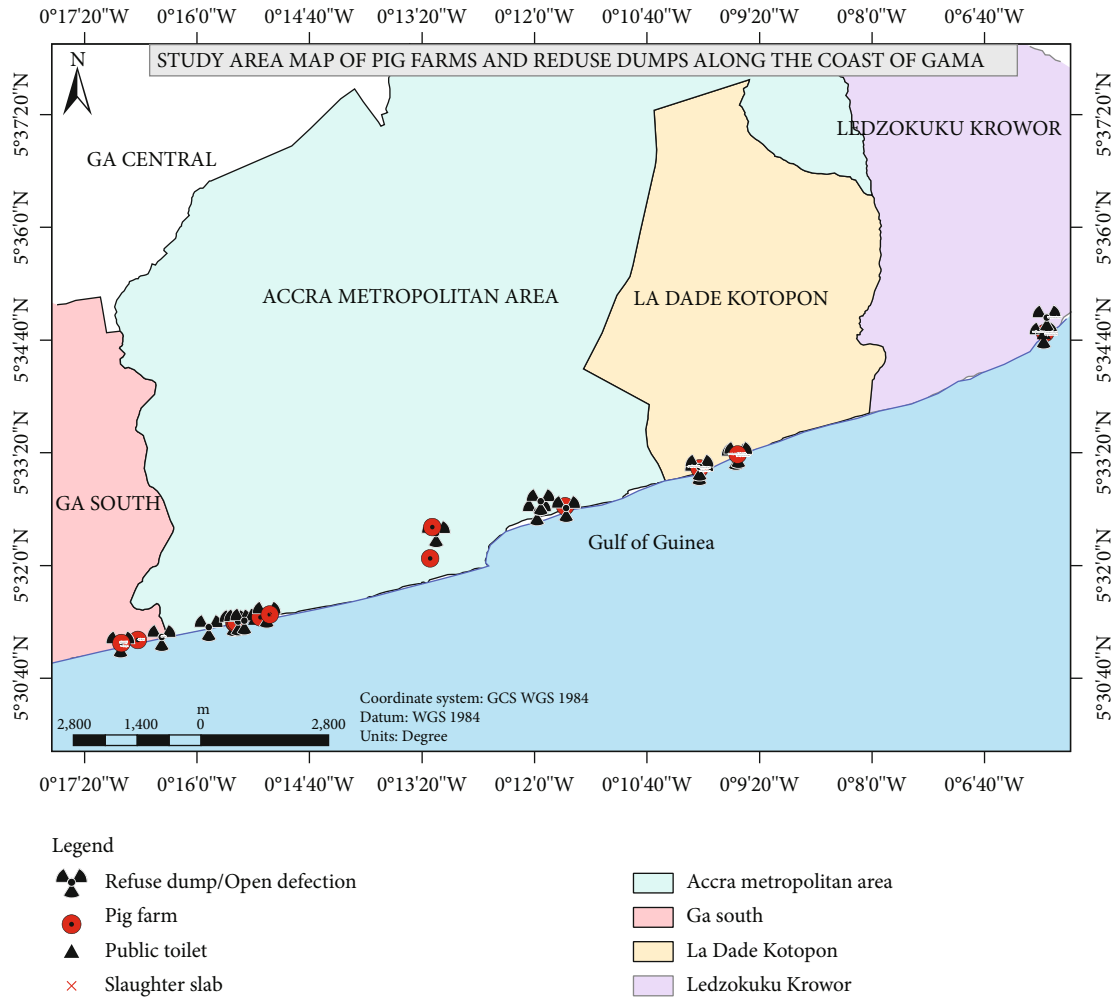 0°17'20"W 0°16'0"W 0°14'40"W 0°13'20"W 0°12'0"W 0°10'40"W 0°9'20"W 0°8'0"W 0°6'40"W
N
STUDY AREA MAP OF PIG FARMS AND REDUSE DUMPS ALONG THE COAST OF GAMA
5°37'20"N
5°36'0"N
5°34'40"N
5°33'20"N
5°32'0"N
5°30'40"N
GA CENTRAL
LEDZOKUKU KROWOR
ACCRA METROPOLITAN AREA
LA DADE KOTOPON
GA SOUTH
Gulf of Guinea
5°37'20"N
5°36'0"N
5°34'40"N
5°33'20"N
5°32'0"N
5°30'40"N
m
2,800 1,400 0 2,800
Coordinate system: GCS WGS 1984
Datum: WGS 1984
Units: Degree
0°17'20"W 0°16'0"W 0°14'40"W 0°13'20"W 0°12'0"W 0°10'40"W 0°9'20"W 0°8'0"W 0°6'40"W
Legend
Refuse dump/Open defection
Pig farm
Public toilet
Slaughter slab
Accra metropolitan area
Ga south
La Dade Kotopon
Ledzokuku Krowor